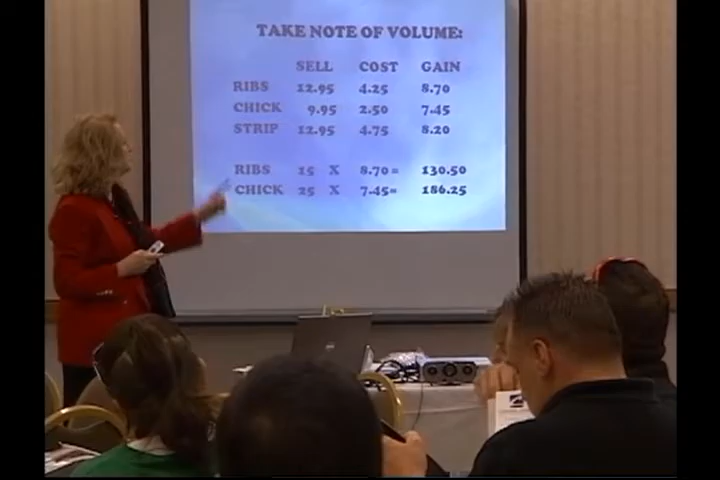 TAKE NOTE OF VOLUME:
SELL COST GAIN
RIBS 12.95 4.25 8.70
CHICK 9.95 2.50 7.45
STRIP 12.95 4.75 8.20
RIBS 15 X 8.70= 130.50
CHICK 25 X 7.45= 186.25